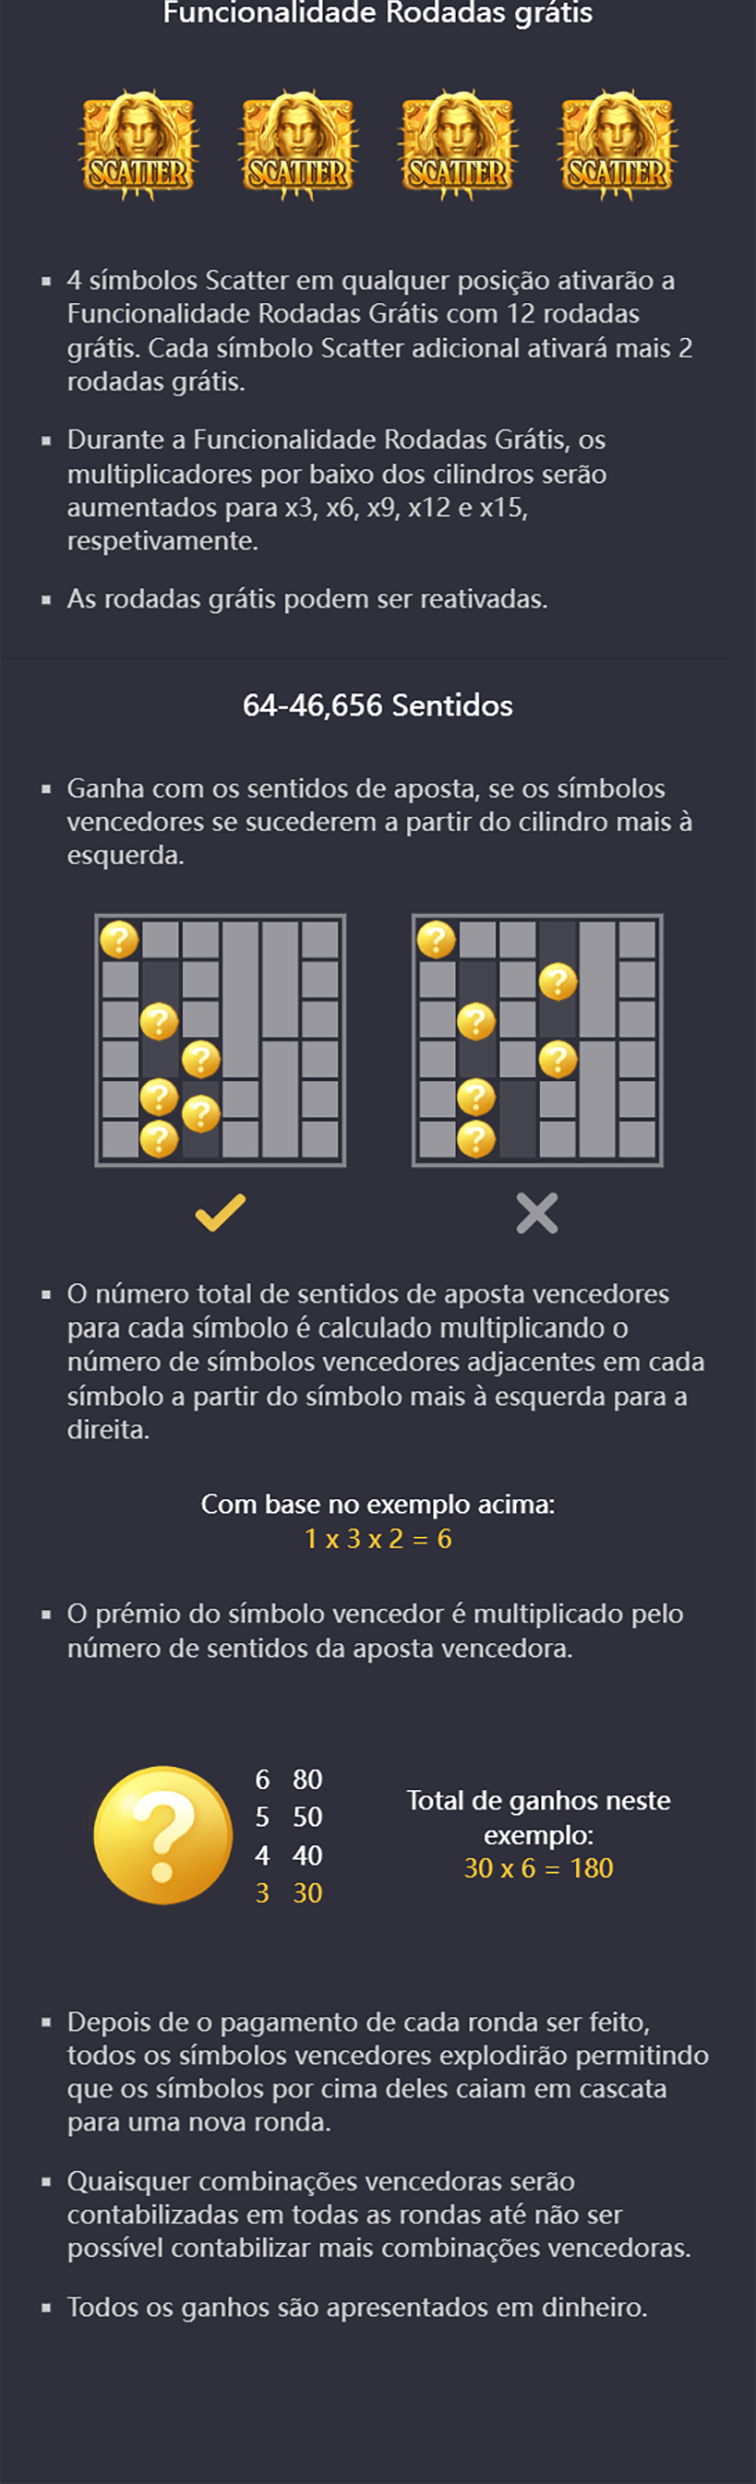 Funcionalidade Rodadas grátis
SCATTER SCATTER SCATTER SCATTER
▪ 4 símbolos Scatter em qualquer posição ativarão a
Funcionalidade Rodadas Grátis com 12 rodadas
grátis. Cada símbolo Scatter adicional ativará mais 2
rodadas grátis.
▪ Durante a Funcionalidade Rodadas Grátis, os
multiplicadores por baixo dos cilindros serão
aumentados para x3, x6, x9, x12 e x15,
respetivamente.
▪ As rodadas grátis podem ser reativadas.
64-46,656 Sentidos
▪ Ganha com os sentidos de aposta, se os símbolos
vencedores se sucederem a partir do cilindro mais à
esquerda.
? ?
?
? ?
? ?
? ?
?
? ?
▪ O número total de sentidos de aposta vencedores
para cada símbolo é calculado multiplicando o
número de símbolos vencedores adjacentes em cada
símbolo a partir do símbolo mais à esquerda para a
direita.
Com base no exemplo acima:
1 x 3 x 2 = 6
▪ O prémio do símbolo vencedor é multiplicado pelo
número de sentidos da aposta vencedora.
?
6 80
5 50
4 40
3 30
Total de ganhos neste
exemplo:
30 x 6 = 180
▪ Depois de o pagamento de cada ronda ser feito,
todos os símbolos vencedores explodirão permitindo
que os símbolos por cima deles caiam em cascata
para uma nova ronda.
▪ Quaisquer combinações vencedoras serão
contabilizadas em todas as rondas até não ser
possível contabilizar mais combinações vencedoras.
▪ Todos os ganhos são apresentados em dinheiro.